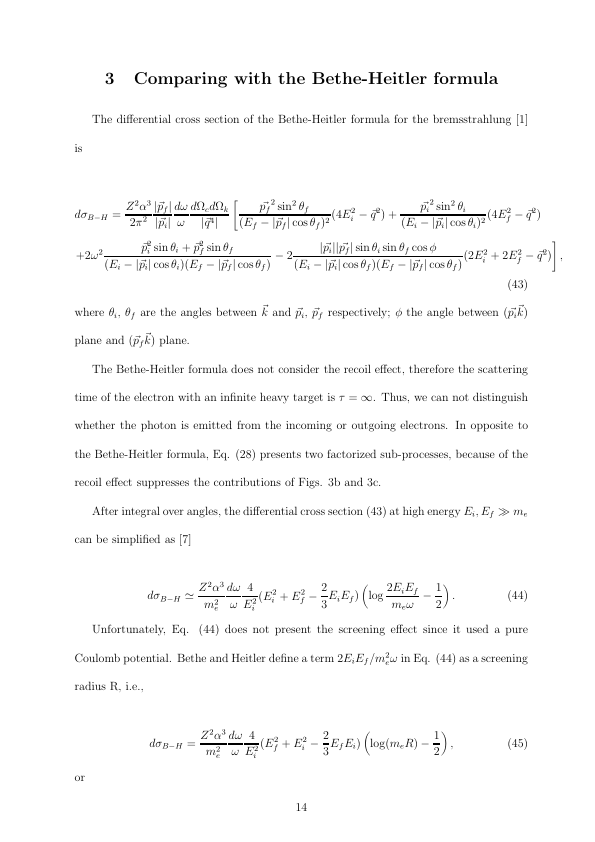 3 Comparing with the Bethe-Heitler formula
The differential cross section of the Bethe-Heitler formula for the bremsstrahlung [1]
is
$d\sigma_{B-H} = \frac{Z^2\alpha^3}{2\pi^2}\frac{|\vec{p}_f|}{|\vec{p}_i|}\frac{d\omega}{\omega}\frac{d\Omega_e d\Omega_k}{|\vec{q}^4|}\left[\frac{\vec{p_f}^2\sin^2\theta_f}{(E_f-|\vec{p}_f|\cos\theta_f)^2}(4E_i^2-\vec{q}^2)+\frac{\vec{p_i}^2\sin^2\theta_i}{(E_i-|\vec{p}_i|\cos\theta_i)^2}(4E_f^2-\vec{q}^2)\right.$
$\left.+2\omega^2\frac{\vec{p}_i^2\sin\theta_i+\vec{p}_f^2\sin\theta_f}{(E_i-|\vec{p}_i|\cos\theta_i)(E_f-|\vec{p}_f|\cos\theta_f)}-2\frac{|\vec{p}_i||\vec{p}_f|\sin\theta_i\sin\theta_f\cos\phi}{(E_i-|\vec{p}_i|\cos\theta_i)(E_f-|\vec{p}_f|\cos\theta_f)}(2E_i^2+2E_f^2-\vec{q}^2)\right],$
(43)
where $\theta_i$, $\theta_f$ are the angles between $\vec{k}$ and $\vec{p}_i$, $\vec{p}_f$ respectively; $\phi$ the angle between ($\vec{p}_i\vec{k}$)
plane and ($\vec{p}_f\vec{k}$) plane.
The Bethe-Heitler formula does not consider the recoil effect, therefore the scattering
time of the electron with an infinite heavy target is $\tau = \infty$. Thus, we can not distinguish
whether the photon is emitted from the incoming or outgoing electrons. In opposite to
the Bethe-Heitler formula, Eq. (28) presents two factorized sub-processes, because of the
recoil effect suppresses the contributions of Figs. 3b and 3c.
After integral over angles, the differential cross section (43) at high energy $E_i, E_f \gg m_e$
can be simplified as [7]
$d\sigma_{B-H} \simeq \frac{Z^2\alpha^3}{m_e^2}\frac{d\omega}{\omega}\frac{4}{E_i^2}(E_i^2+E_f^2-\frac{2}{3}E_iE_f)\left(\log\frac{2E_iE_f}{m_e\omega}-\frac{1}{2}\right).$ (44)
Unfortunately, Eq. (44) does not present the screening effect since it used a pure
Coulomb potential. Bethe and Heitler define a term $2E_iE_f/m_e^2\omega$ in Eq. (44) as a screening
radius R, i.e.,
$d\sigma_{B-H} = \frac{Z^2\alpha^3}{m_e^2}\frac{d\omega}{\omega}\frac{4}{E_i^2}(E_f^2+E_i^2-\frac{2}{3}E_fE_i)\left(\log(m_eR)-\frac{1}{2}\right),$ (45)
or
14